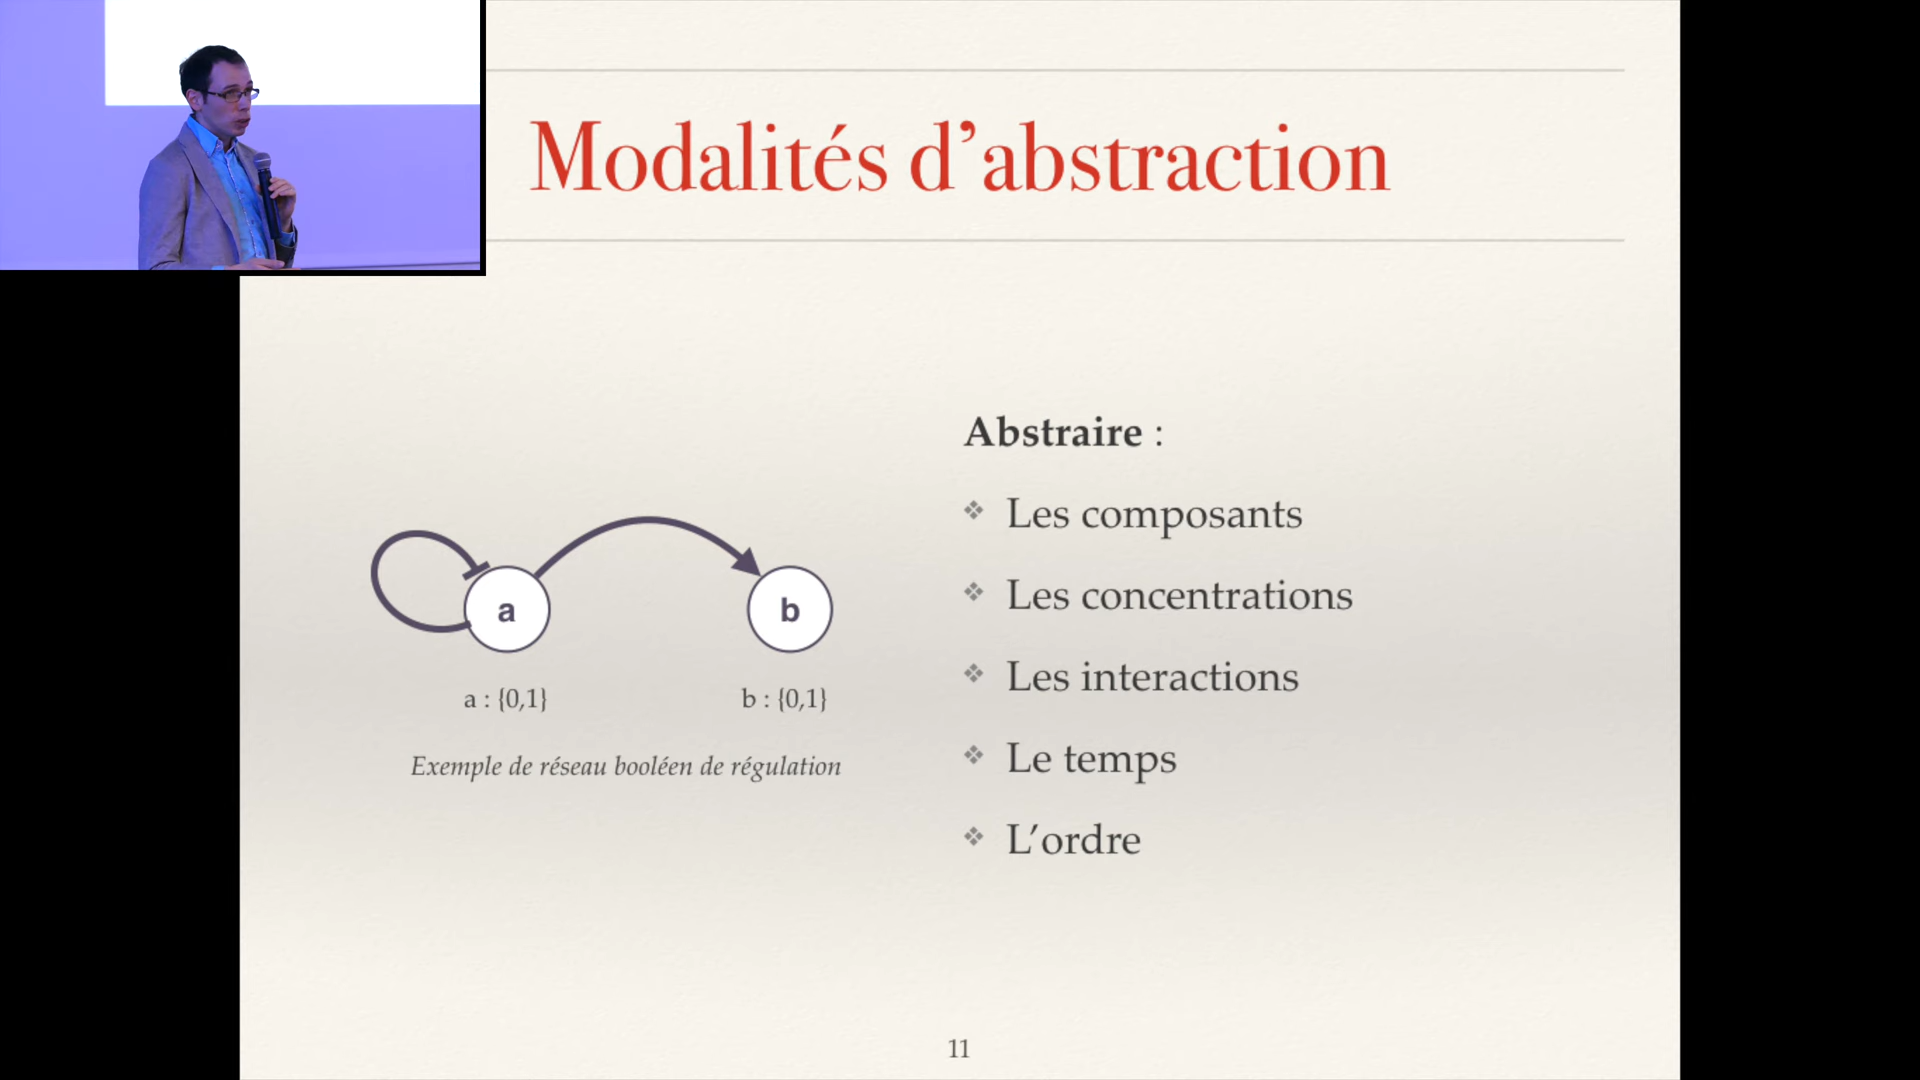 Modalités d’abstraction
a
b
a : {0,1}
b : {0,1}
Exemple de réseau booléen de régulation
Abstraire :
❖ Les composants
❖ Les concentrations
❖ Les interactions
❖ Le temps
❖ L’ordre
11